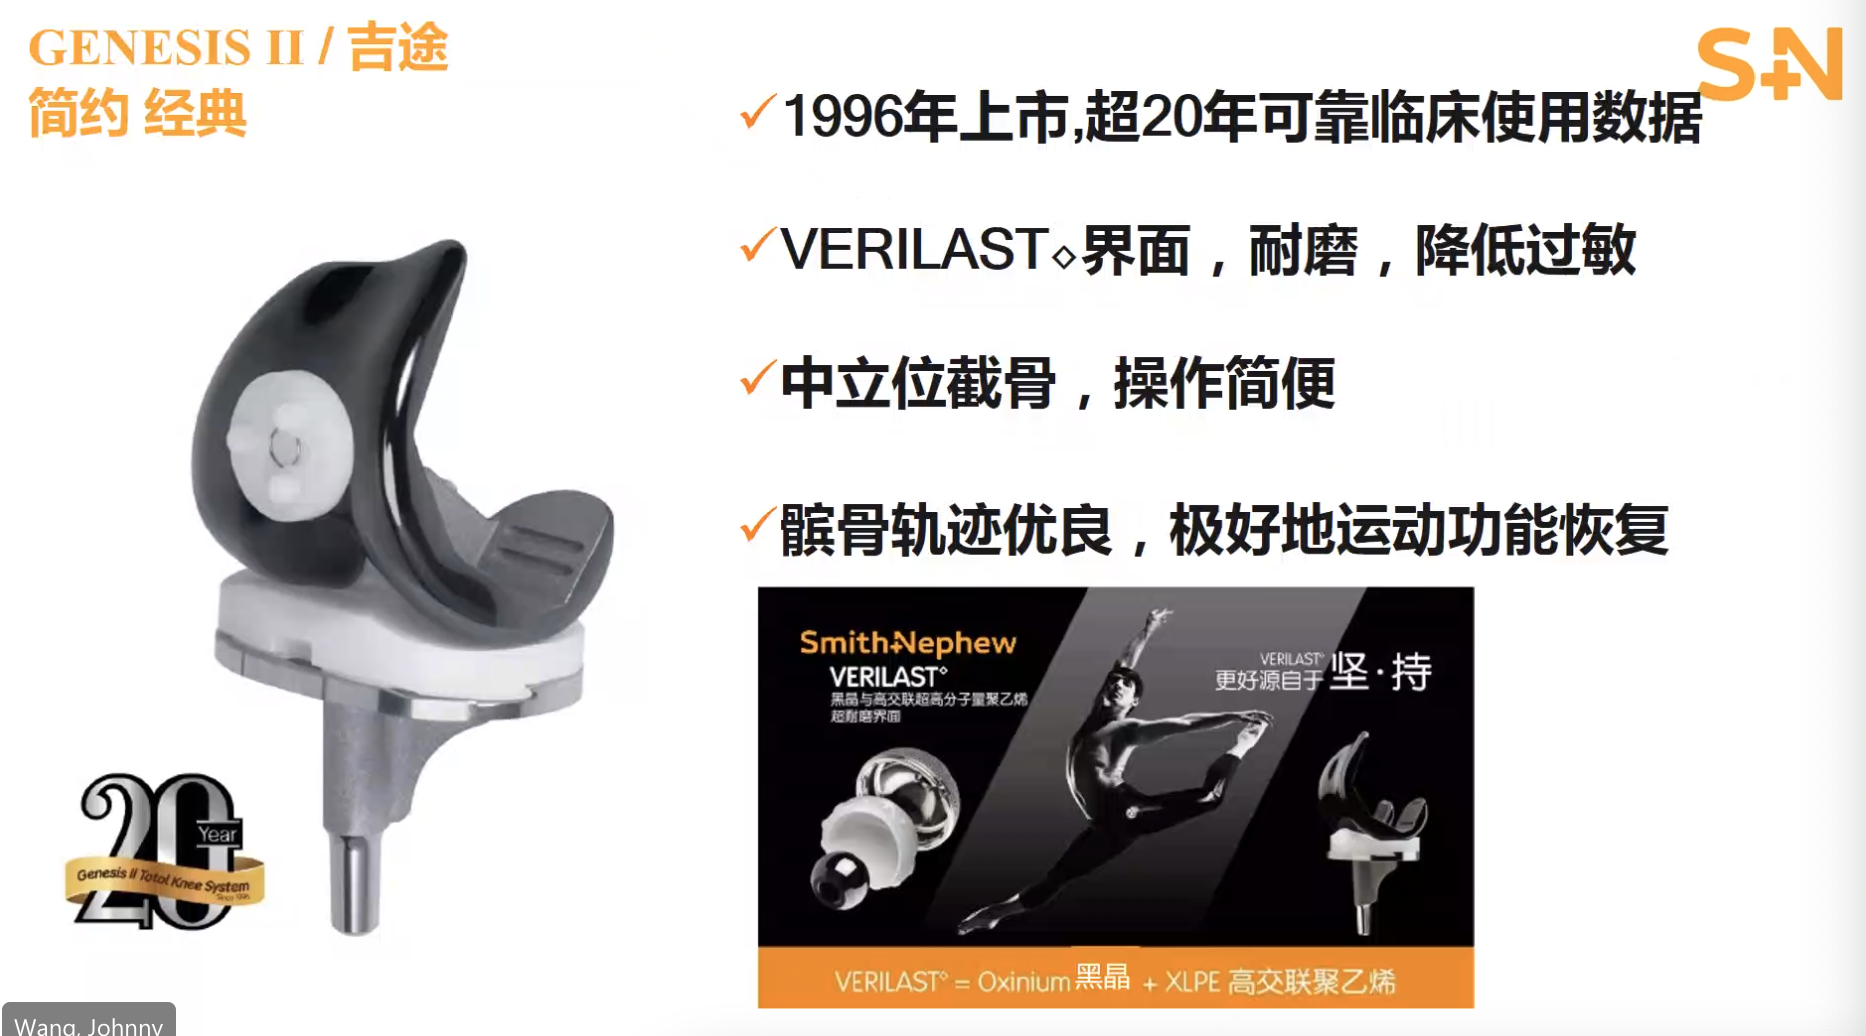 GENESIS II / 吉途
简约 经典
S+N
✓1996年上市,超20年可靠临床使用数据
✓VERILAST◇界面，耐磨，降低过敏
✓中立位截骨，操作简便
✓髌骨轨迹优良，极好地运动功能恢复
Smith+Nephew
VERILAST◇
黑晶与高交联超高分子量聚乙烯
超耐磨界面
VERILAST◇
更好源自于 坚·持
VERILAST◇ = Oxinium 黑晶 + XLPE 高交联聚乙烯
20
Year
Genesis II Total Knee System
Since 1996
Wang, Johnny